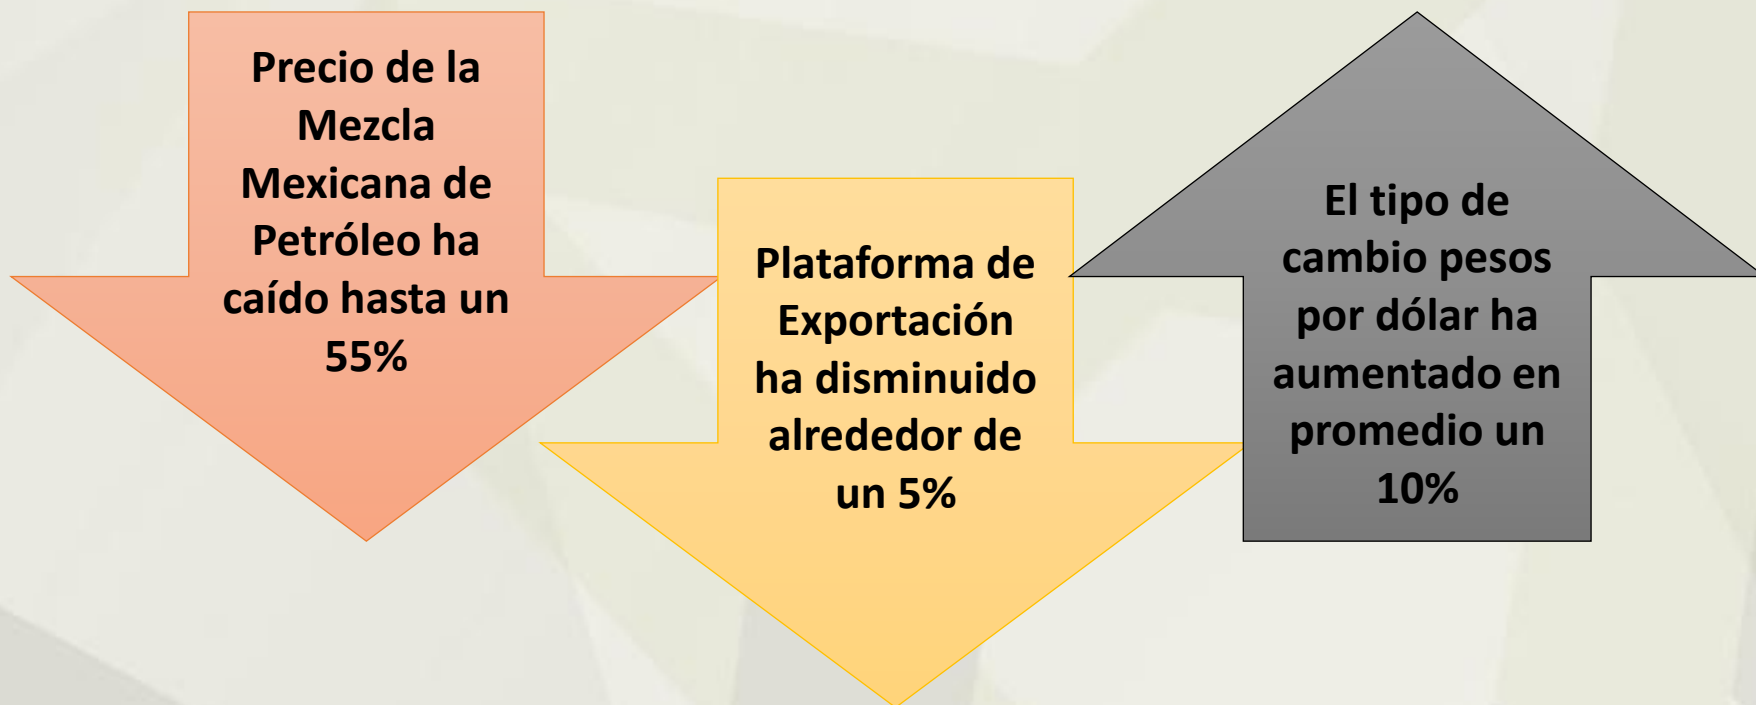 Precio de la
Mezcla
Mexicana de
Petróleo ha
caído hasta un
55%
Plataforma de
Exportación
ha disminuido
alrededor de
un 5%
El tipo de
cambio pesos
por dólar ha
aumentado en
promedio un
10%